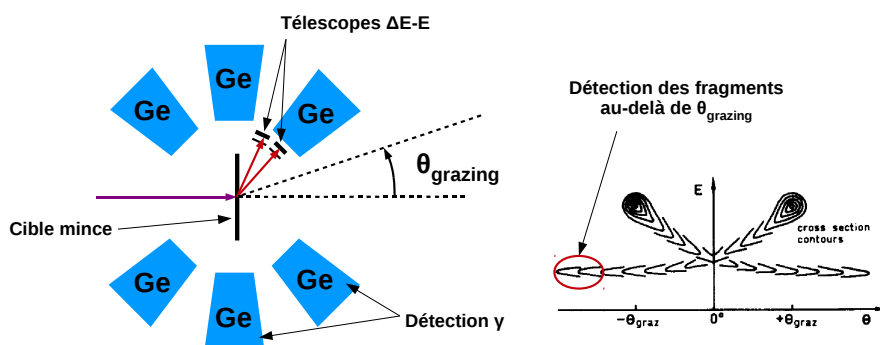 Télescopes ΔE-E
Ge
Ge
Ge
θgrazing
Cible mince
Ge
Ge
Ge
Détection γ
Détection des fragments
au-delà de θgrazing
E
cross section
contours
-θgraz
0°
+θgraz
θ